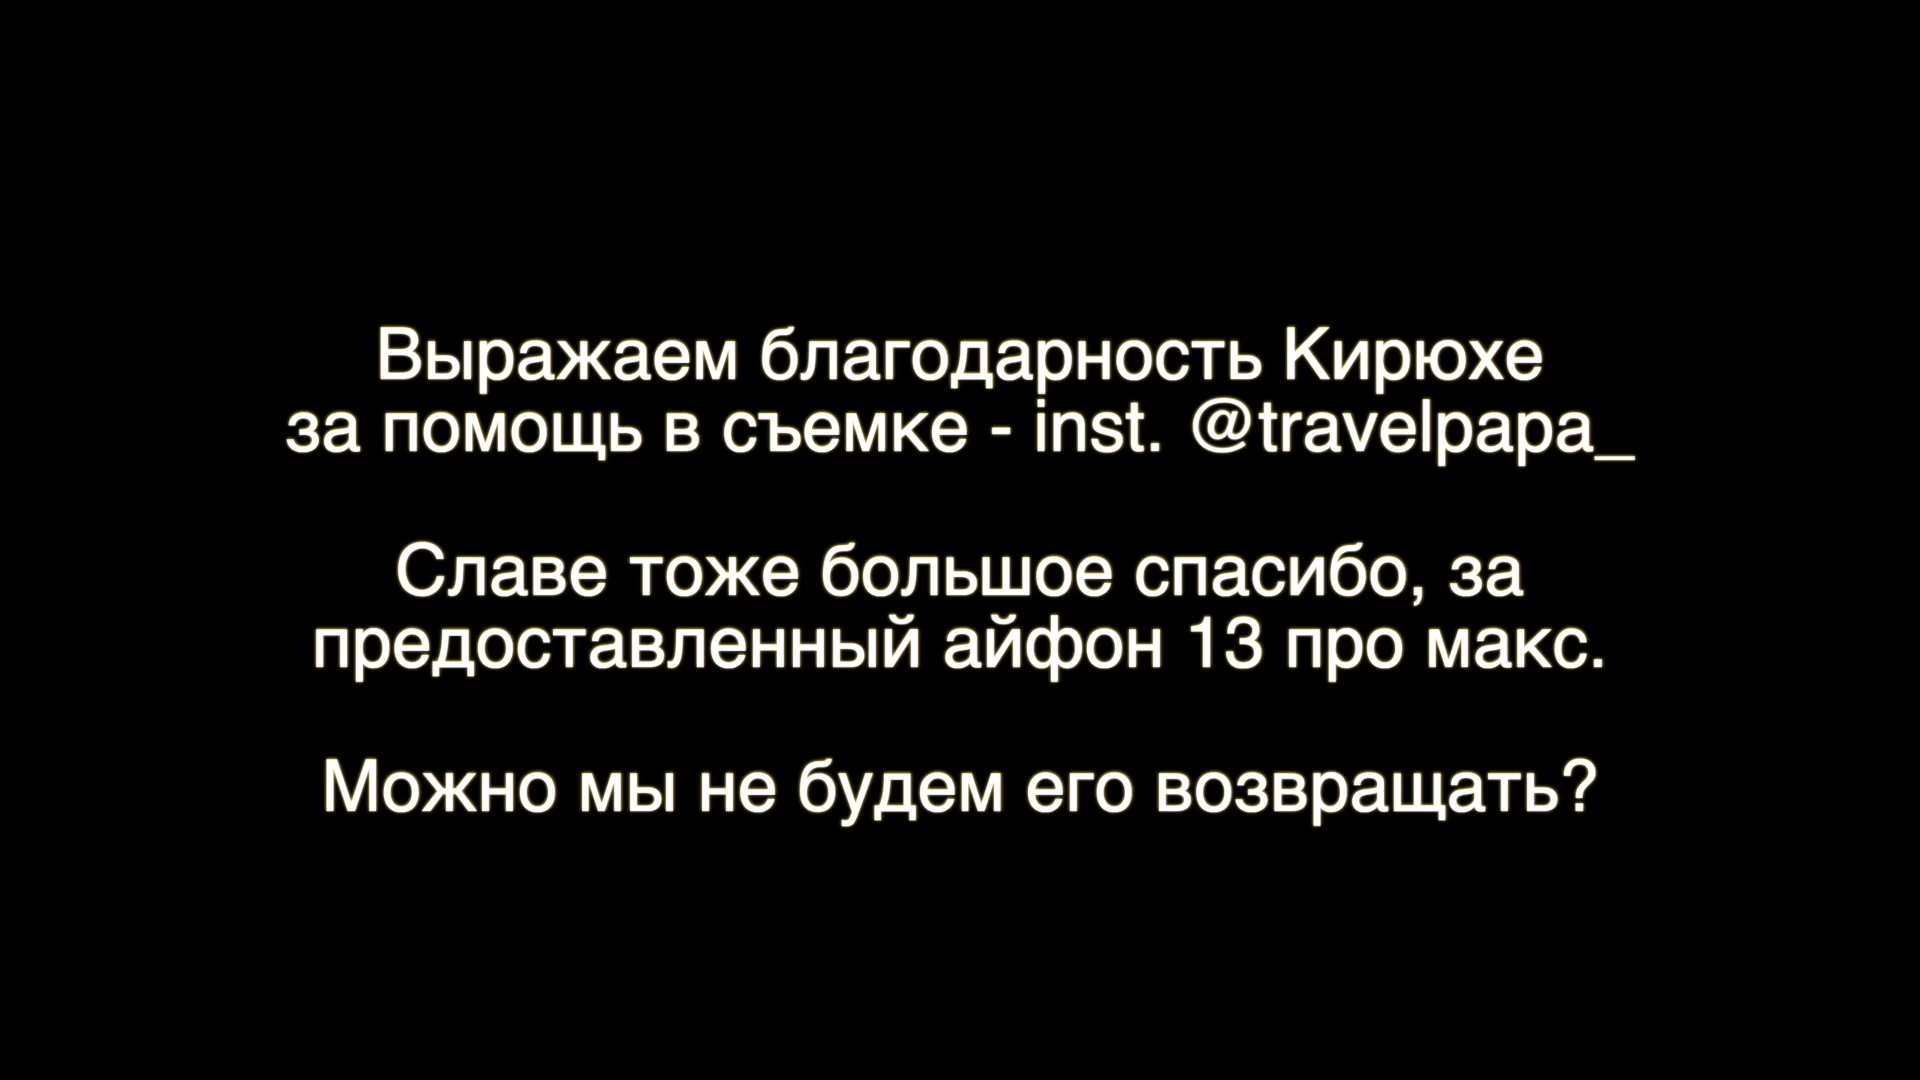 Выражаем благодарность Кирюхе
за помощь в съемке - inst. @travelpapa_
Славе тоже большое спасибо, за
предоставленный айфон 13 про макс.
Можно мы не будем его возвращать?